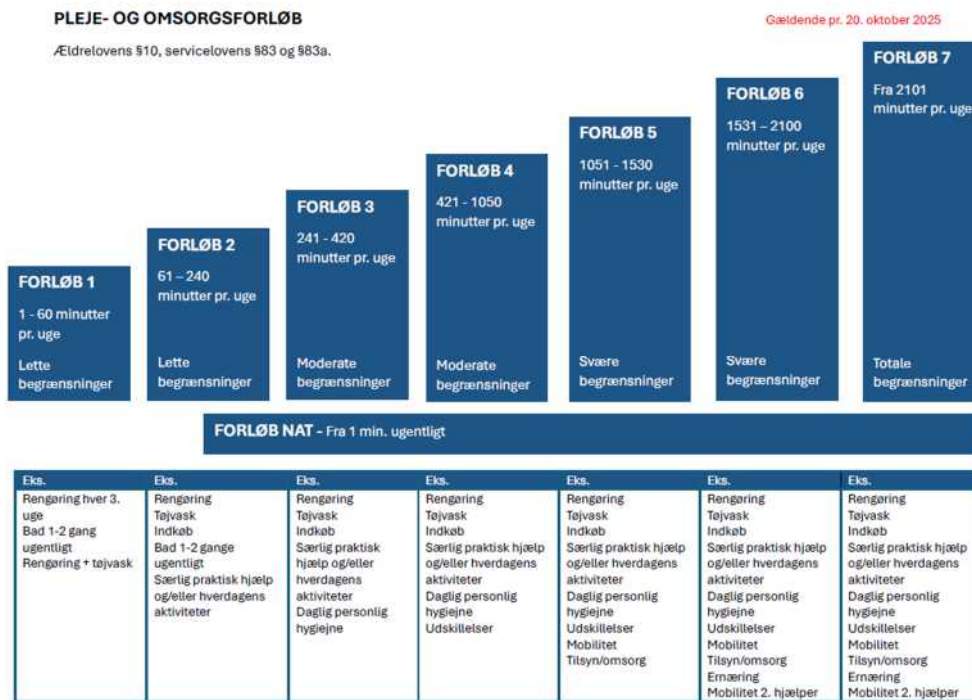 PLEJE- OG OMSORGSFORLØB
Gældende pr. 20. oktober 2025
Ældrelovens §10, servicelovens §83 og §83a.
FORLØB 1
1 - 60 minutter
pr. uge
Lette
begrænsninger
FORLØB 2
61 – 240
minutter pr. uge
Lette
begrænsninger
FORLØB 3
241 - 420
minutter pr. uge
Moderate
begrænsninger
FORLØB 4
421 - 1050
minutter pr. uge
Moderate
begrænsninger
FORLØB 5
1051 - 1530
minutter pr. uge
Svære
begrænsninger
FORLØB 6
1531 – 2100
minutter pr. uge
Svære
begrænsninger
FORLØB 7
Fra 2101
minutter pr. uge
Totale
begrænsninger
FORLØB NAT - Fra 1 min. ugentligt
Eks.
Rengøring hver 3.
uge
Bad 1-2 gang
ugentligt
Rengøring + tøjvask
Eks.
Rengøring
Tøjvask
Indkøb
Bad 1-2 gange
ugentligt
Særlig praktisk hjælp
og/eller hverdagens
aktiviteter
Eks.
Rengøring
Tøjvask
Indkøb
Særlig praktisk
hjælp og/eller
hverdagens
aktiviteter
Daglig personlig
hygiejne
Eks.
Rengøring
Tøjvask
Indkøb
Særlig praktisk hjælp
og/eller hverdagens
aktiviteter
Daglig personlig
hygiejne
Udskillelser
Eks.
Rengøring
Tøjvask
Indkøb
Særlig praktisk hjælp
og/eller hverdagens
aktiviteter
Daglig personlig
hygiejne
Udskillelser
Mobilitet
Tilsyn/omsorg
Eks.
Rengøring
Tøjvask
Indkøb
Særlig praktisk hjælp
og/eller hverdagens
aktiviteter
Daglig personlig
hygiejne
Udskillelser
Mobilitet
Tilsyn/omsorg
Ernæring
Mobilitet 2. hjælper
Eks.
Rengøring
Tøjvask
Indkøb
Særlig praktisk hjælp
og/eller hverdagens
aktiviteter
Daglig personlig
hygiejne
Udskillelser
Mobilitet
Tilsyn/omsorg
Ernæring
Mobilitet 2. hjælper